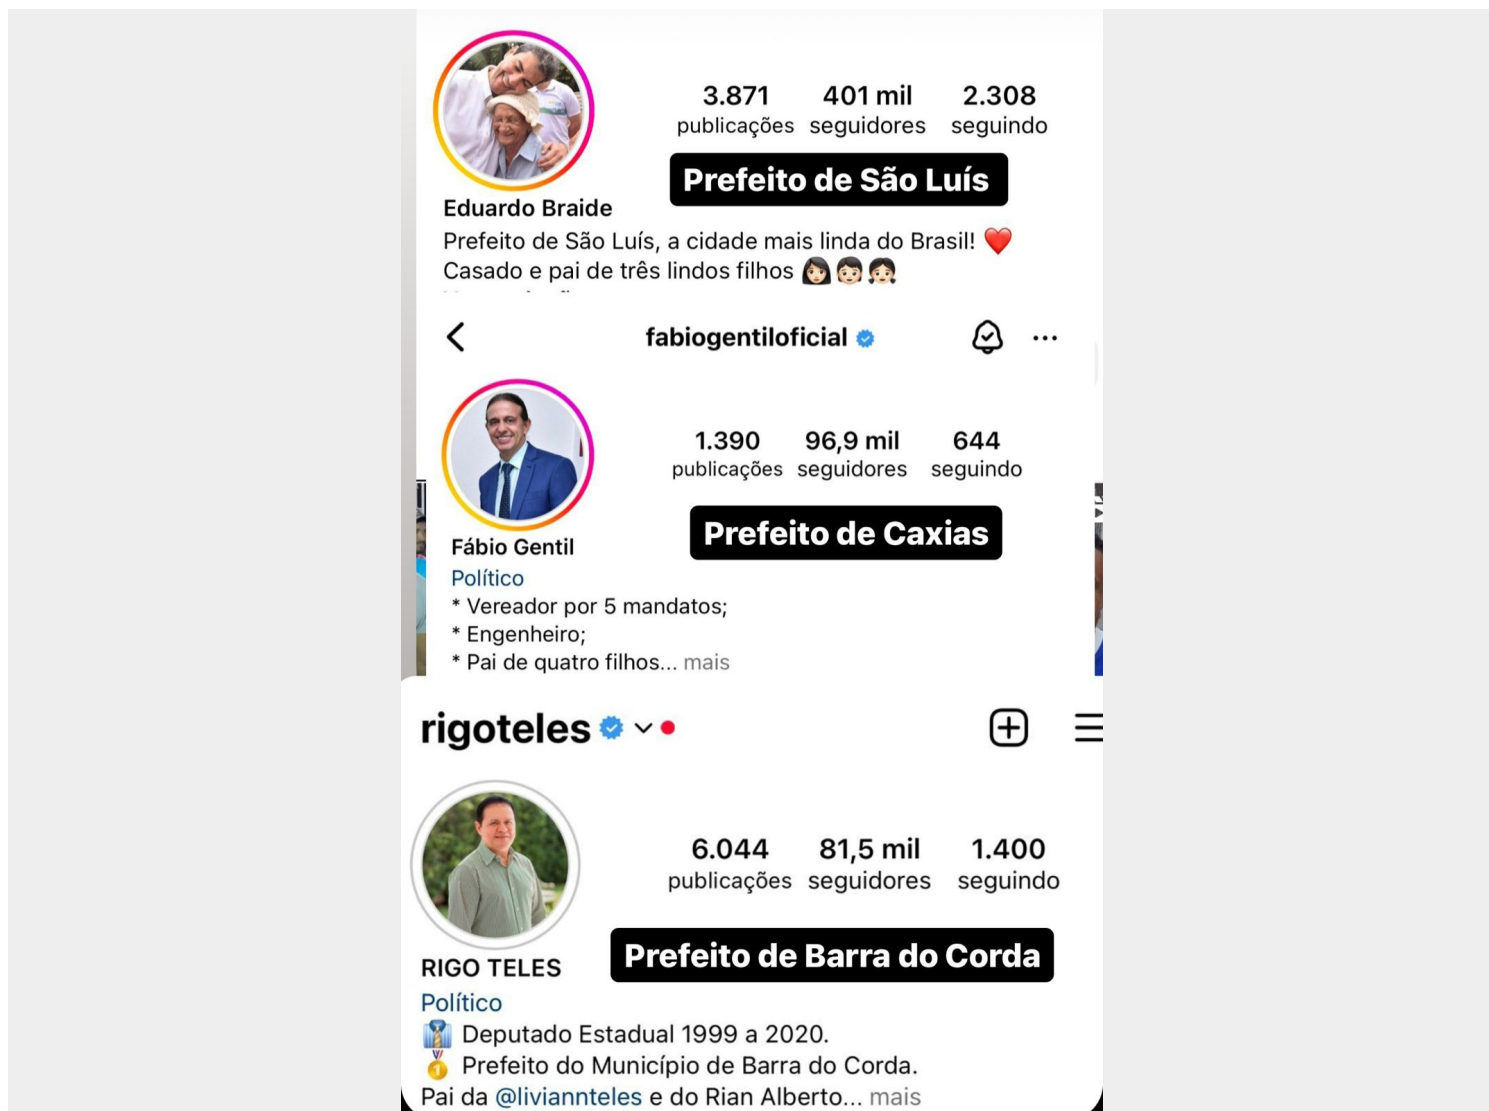 3.871 401 mil 2.308
publicações seguidores seguindo
Prefeito de São Luís
Eduardo Braide
Prefeito de São Luís, a cidade mais linda do Brasil! ❤️
Casado e pai de três lindos filhos 👩🏻👦🏻👧🏻
fabiogentiloficial
1.390 96,9 mil 644
publicações seguidores seguindo
Prefeito de Caxias
Fábio Gentil
Político
* Vereador por 5 mandatos;
* Engenheiro;
* Pai de quatro filhos... mais
rigoteles
6.044 81,5 mil 1.400
publicações seguidores seguindo
Prefeito de Barra do Corda
RIGO TELES
Político
👔 Deputado Estadual 1999 a 2020.
🥇 Prefeito do Município de Barra do Corda.
Pai da @liviannteles e do Rian Alberto... mais